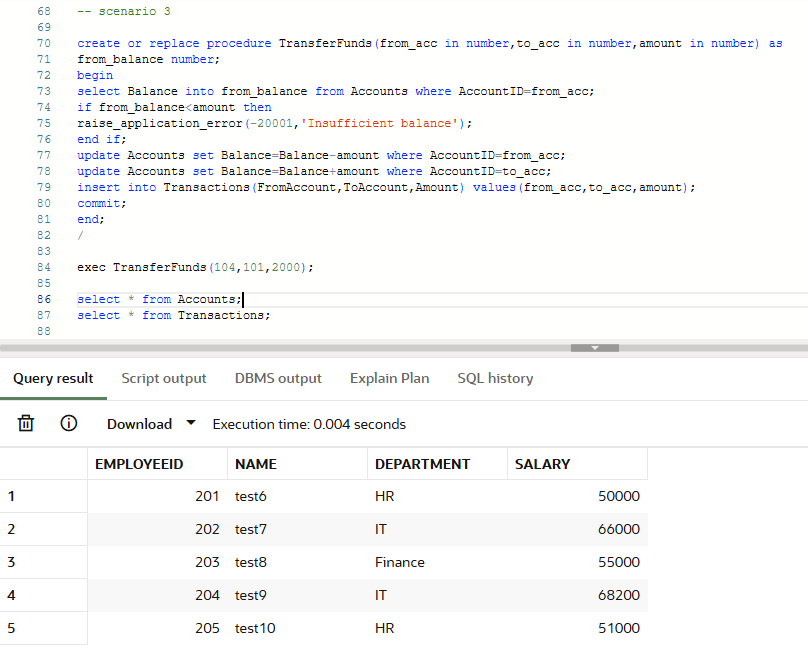 68 -- scenario 3
69
70 create or replace procedure TransferFunds(from_acc in number,to_acc in number,amount in number) as
71 from_balance number;
72 begin
73 select Balance into from_balance from Accounts where AccountID=from_acc;
74 if from_balance<amount then
75 raise_application_error(-20001,'Insufficient balance');
76 end if;
77 update Accounts set Balance=Balance-amount where AccountID=from_acc;
78 update Accounts set Balance=Balance+amount where AccountID=to_acc;
79 insert into Transactions(FromAccount,ToAccount,Amount) values(from_acc,to_acc,amount);
80 commit;
81 end;
82 /
83
84 exec TransferFunds(104,101,2000);
85
86 select * from Accounts;
87 select * from Transactions;
88
Query result Script output DBMS output Explain Plan SQL history
Download Execution time: 0.004 seconds
EMPLOYEEID NAME DEPARTMENT SALARY
1 201 test6 HR 50000
2 202 test7 IT 66000
3 203 test8 Finance 55000
4 204 test9 IT 68200
5 205 test10 HR 51000